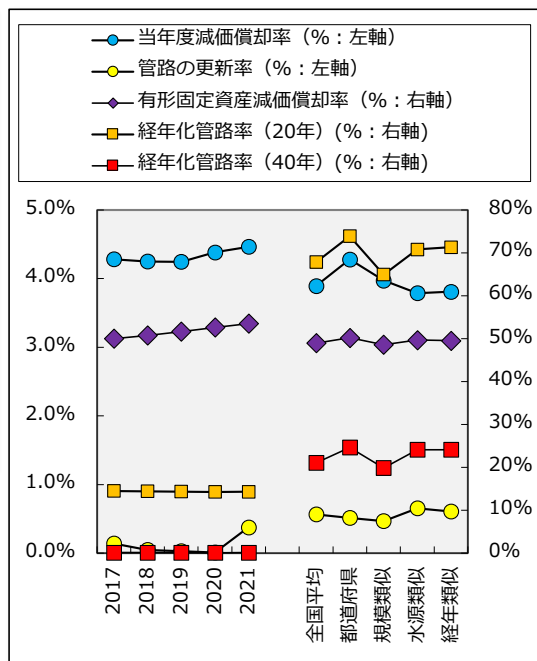 当年度減価償却率（%：左軸）
管路の更新率（%：左軸）
有形固定資産減価償却率（%：右軸）
経年化管路率（20年）(%：右軸)
経年化管路率（40年）(%：右軸)
5.0%
4.0%
3.0%
2.0%
1.0%
0.0%
80%
70%
60%
50%
40%
30%
20%
10%
0%
2017
2018
2019
2020
2021
全国平均
都道府県
規模類似
水源類似
経年類似